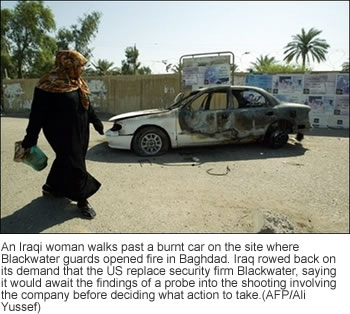 An Iraqi woman walks past a burnt car on the site where
Blackwater guards opened fire in Baghdad. Iraq rowed back on
its demand that the US replace security firm Blackwater, saying
it would await the findings of a probe into the shooting involving
the company before deciding what action to take.(AFP/Ali
Yussef)